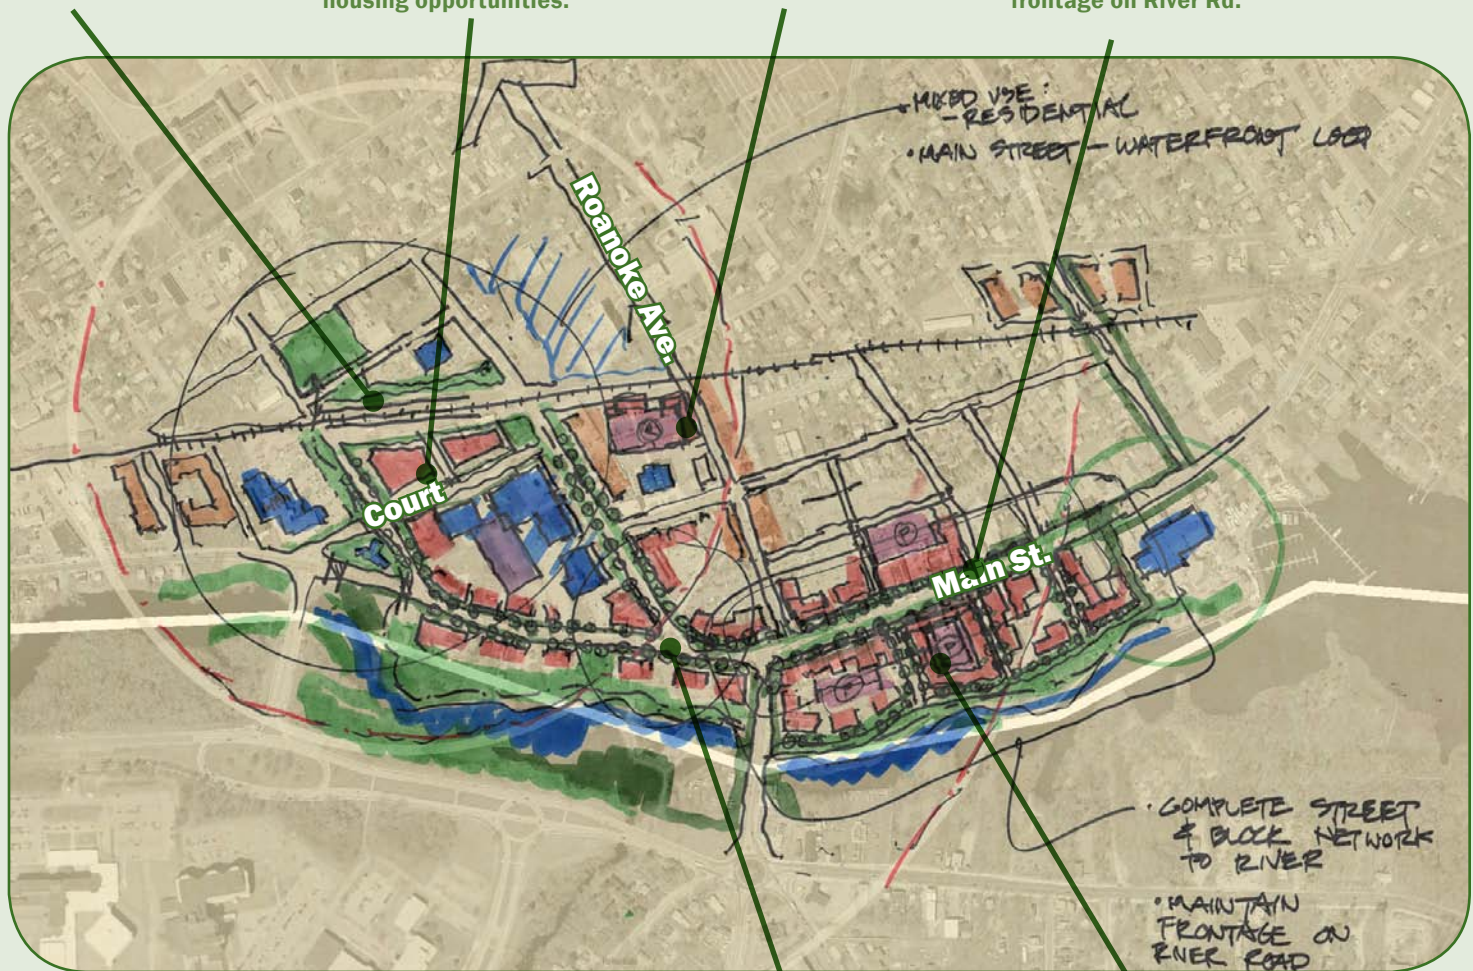 housing opportunities.
frontage on River Rd.
• MIXED USE:
- RESIDENTIAL
• MAIN STREET - WATERFRONT LOOP
Roanoke Ave.
Court
P
P
Main St.
P
P
• COMPLETE STREET
& BLOCK NETWORK
TO RIVER
• MAINTAIN
FRONTAGE ON
RIVER ROAD